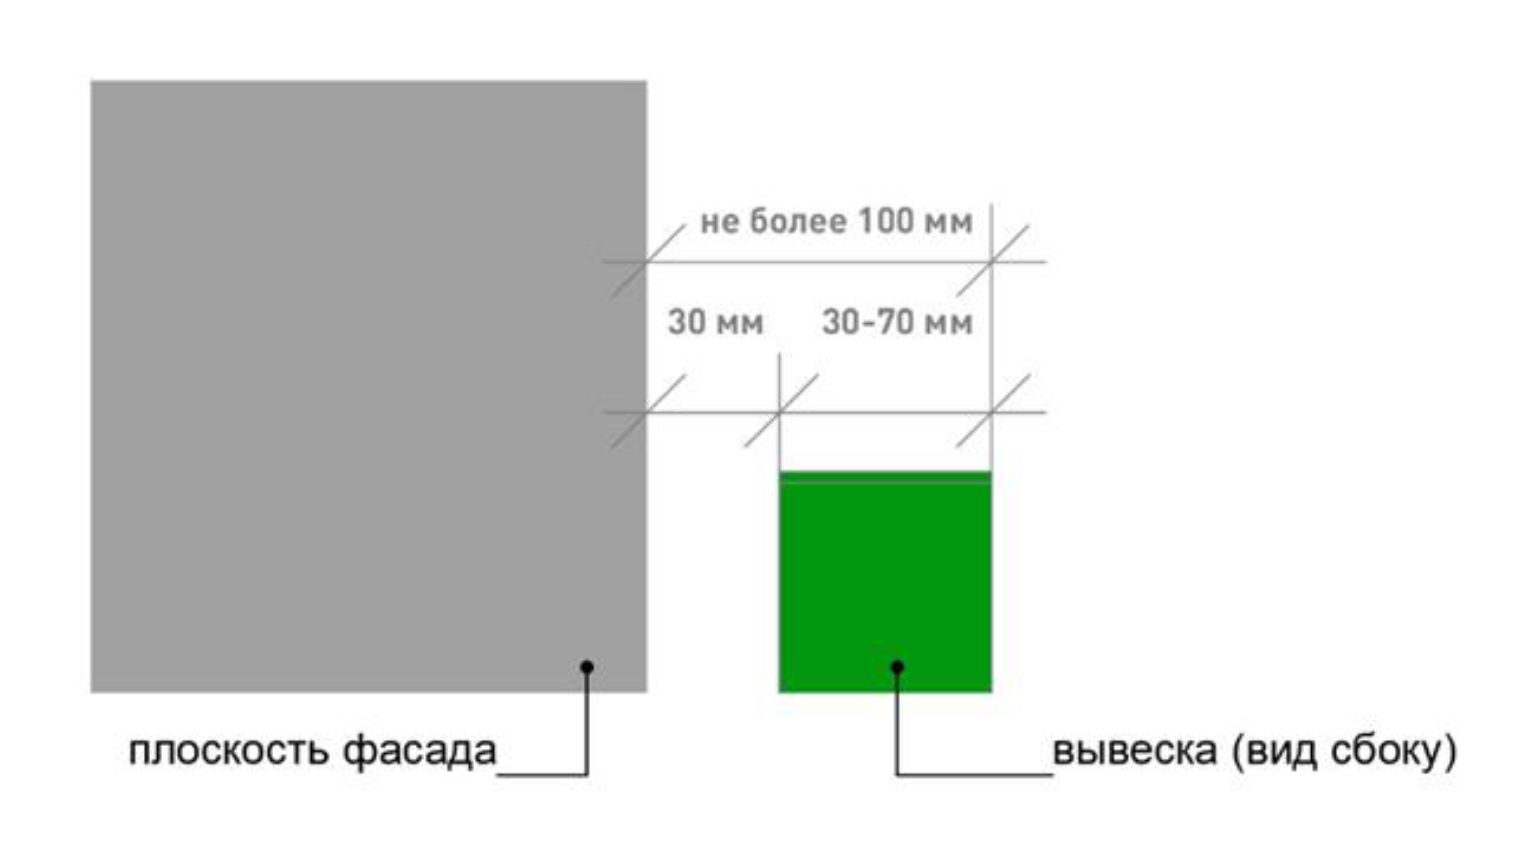 не более 100 мм
30 мм
30-70 мм
плоскость фасада
вывеска (вид сбоку)